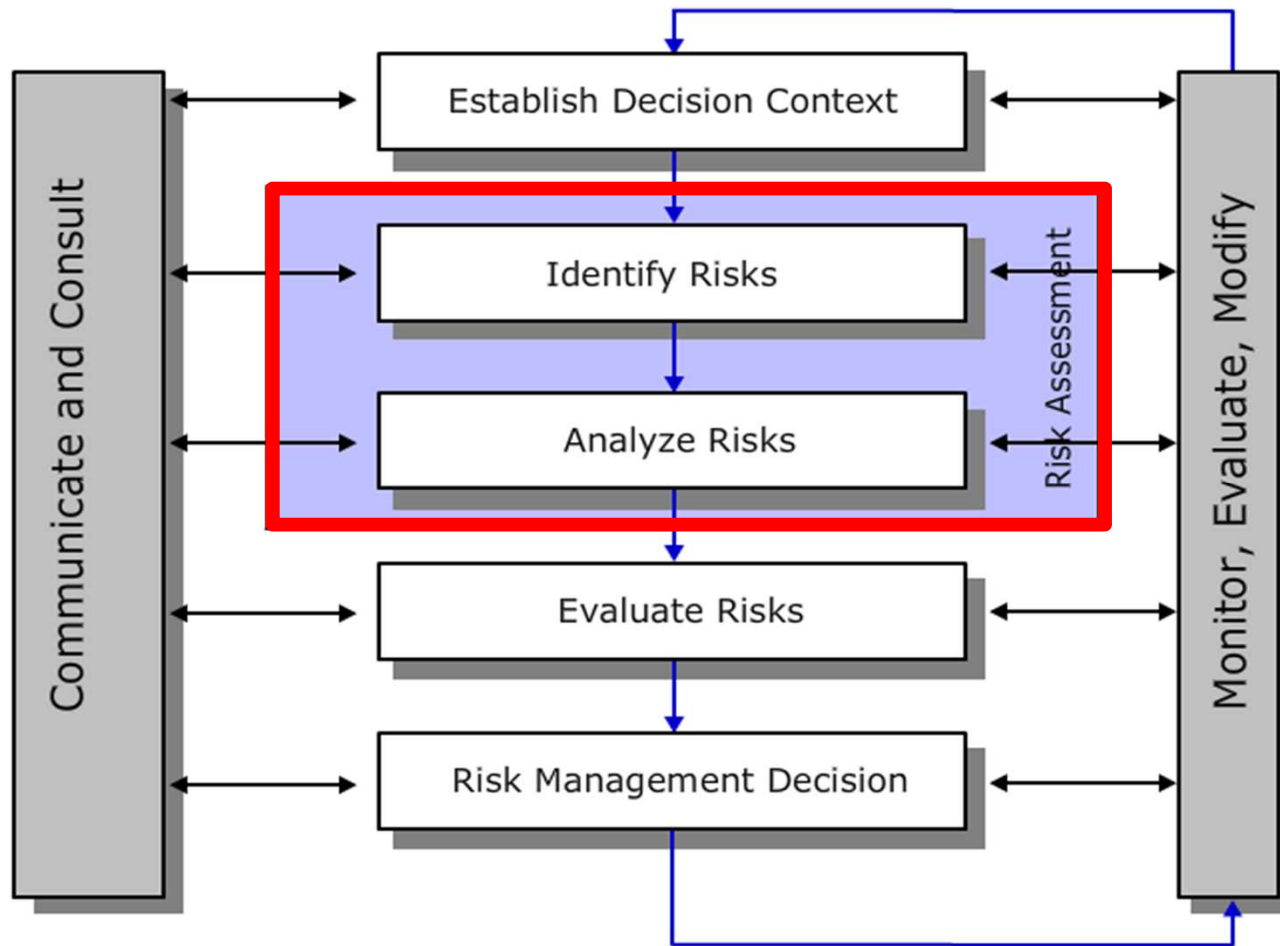 Establish Decision Context
Communicate and Consult
Identify Risks
Analyze Risks
Risk Assessment
Evaluate Risks
Risk Management Decision
Monitor, Evaluate, Modify